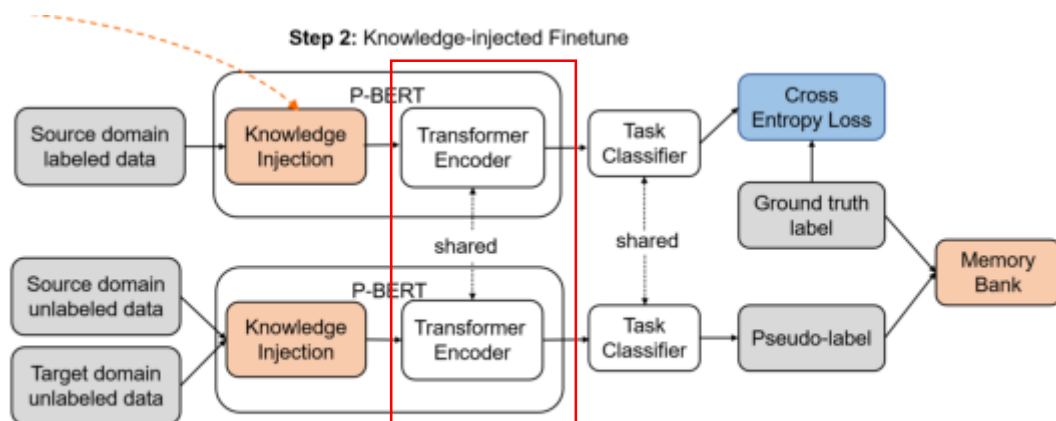 Step 2: Knowledge-injected Finetune
P-BERT
Source domain
labeled data
Knowledge
Injection
Transformer
Encoder
Task
Classifier
Cross
Entropy Loss
Ground truth
label
shared
shared
Memory
Bank
P-BERT
Source domain
unlabeled data
Target domain
unlabeled data
Knowledge
Injection
Transformer
Encoder
Task
Classifier
Pseudo-label